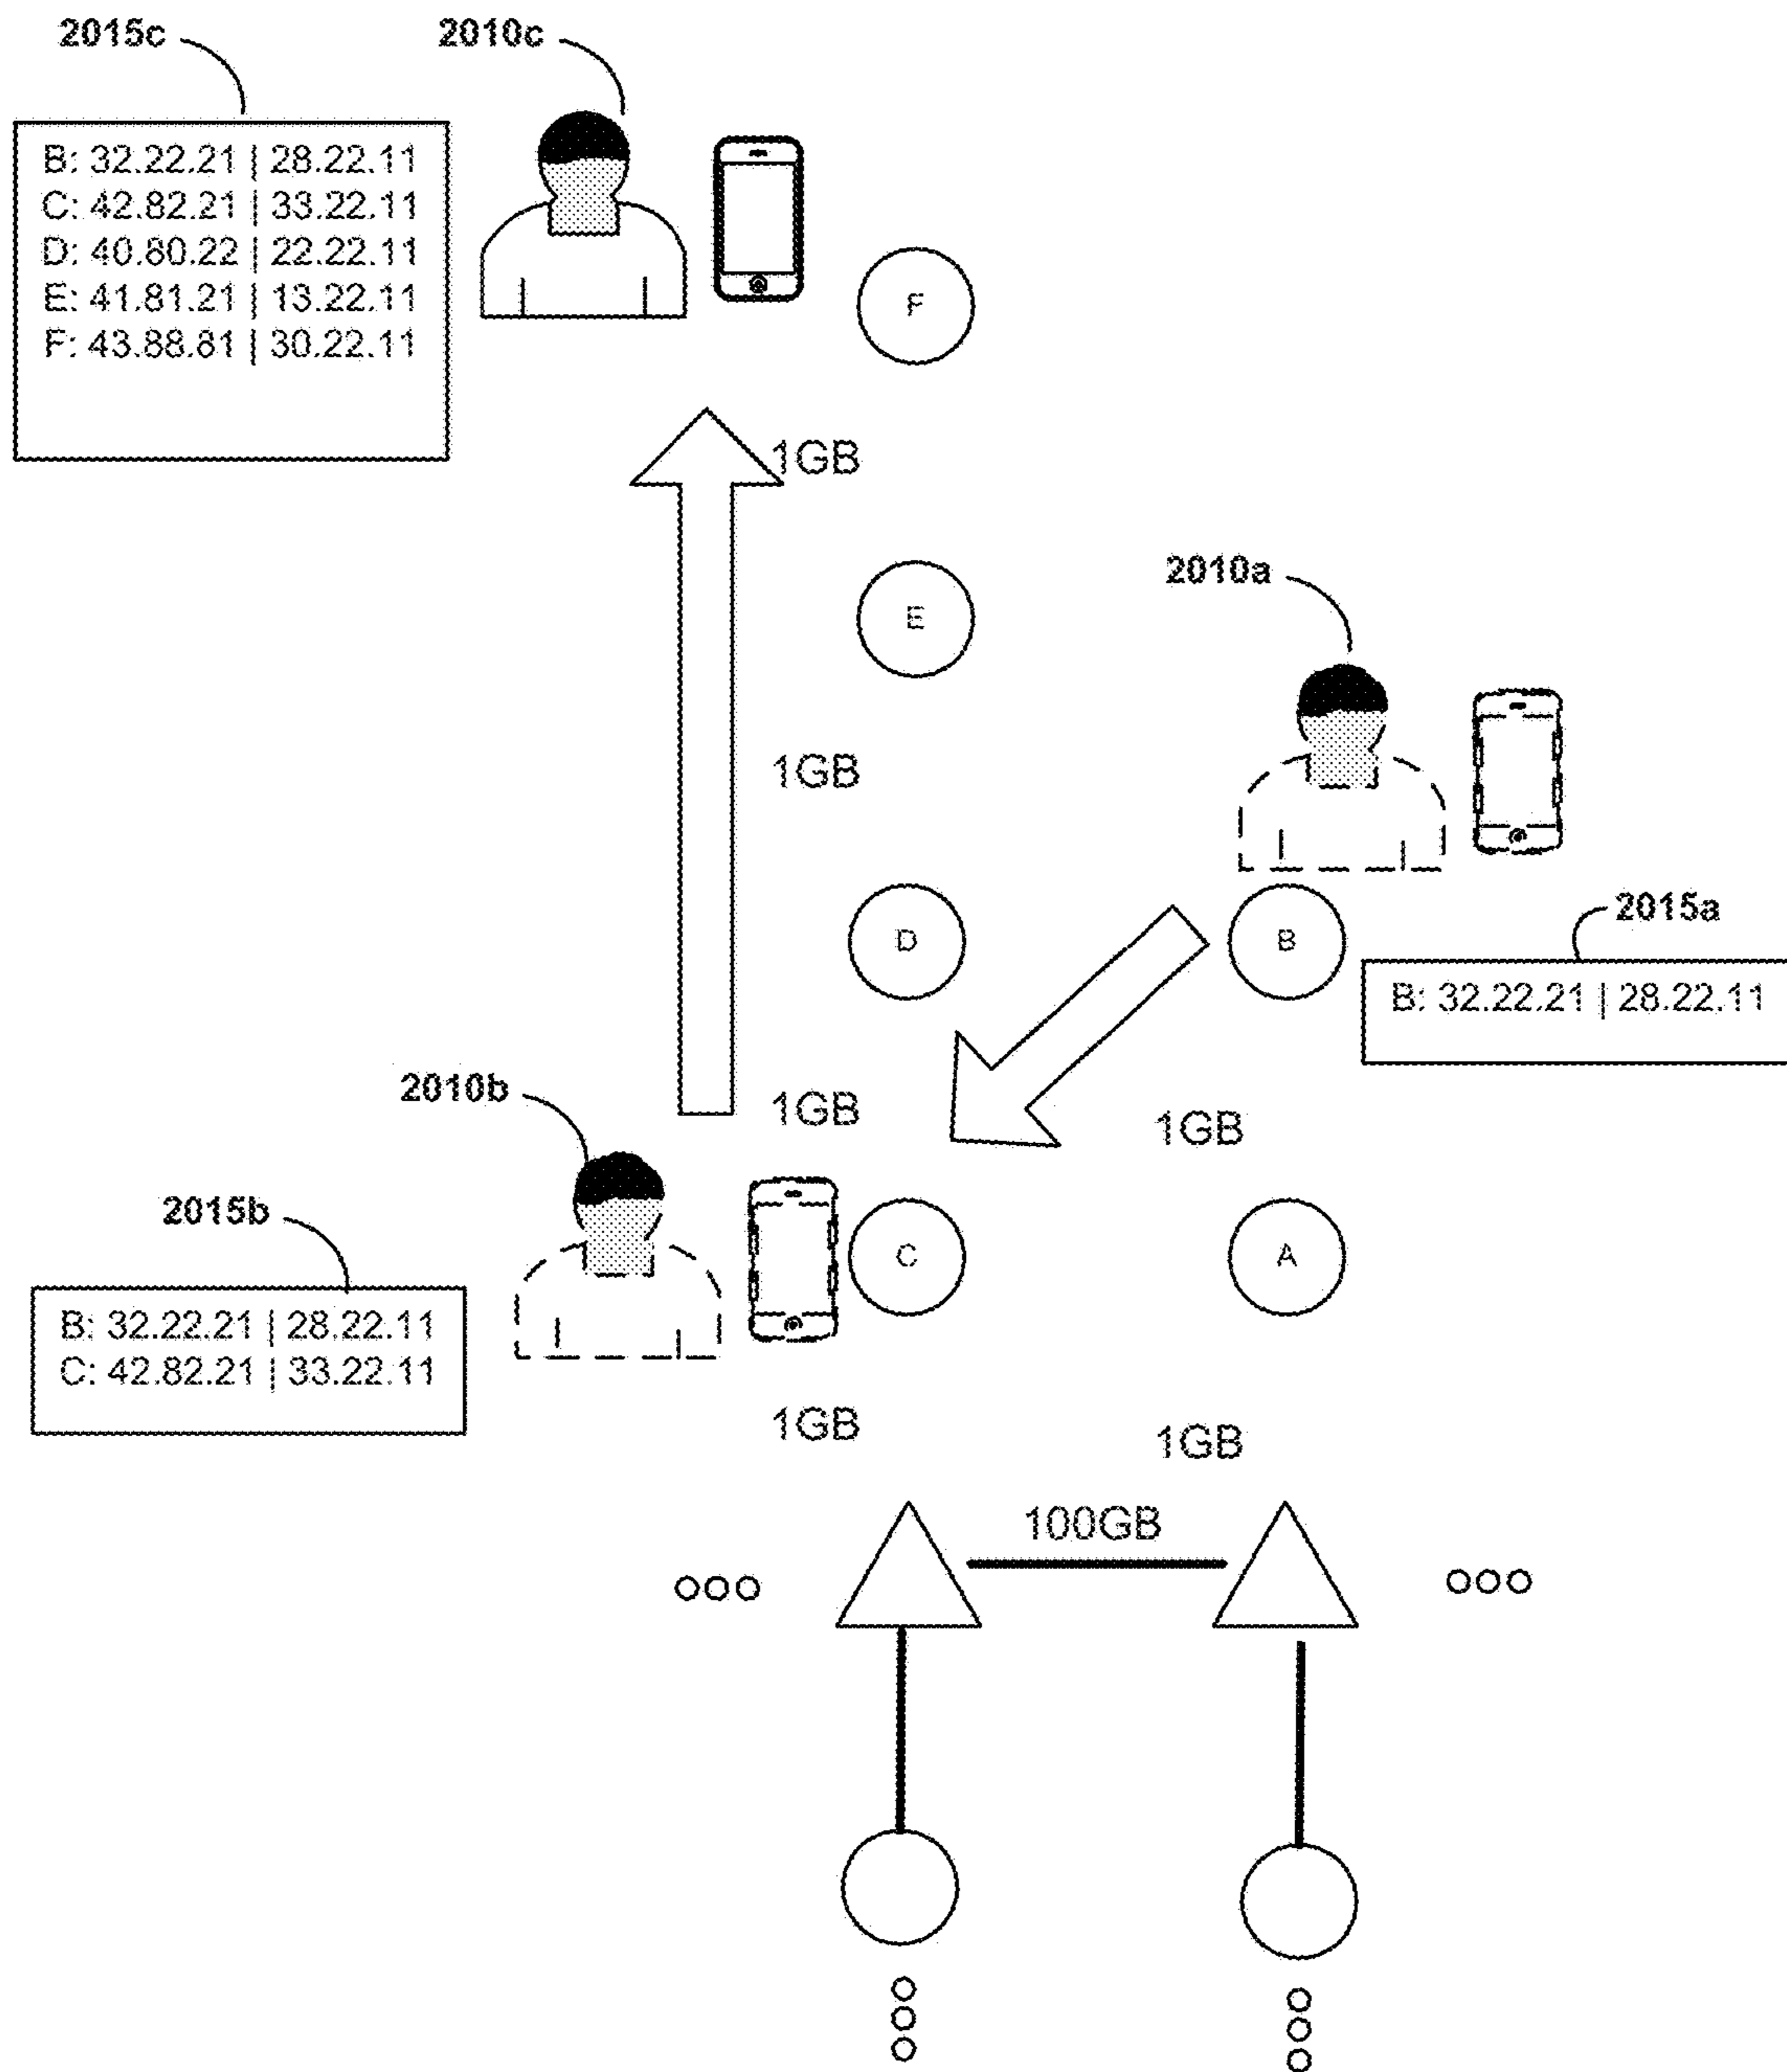 2015c
2010c
B: 32.22.21 | 28.22.11
C: 42.82.21 | 33.22.11
D: 40.80.22 | 22.22.11
E: 41.81.21 | 13.22.11
F: 43.88.81 | 30.22.11
F
1GB
2010a
E
1GB
D
B
2015a
B: 32.22.21 | 28.22.11
2010b
1GB
1GB
2015b
C
A
B: 32.22.21 | 28.22.11
C: 42.82.21 | 33.22.11
1GB
1GB
100GB